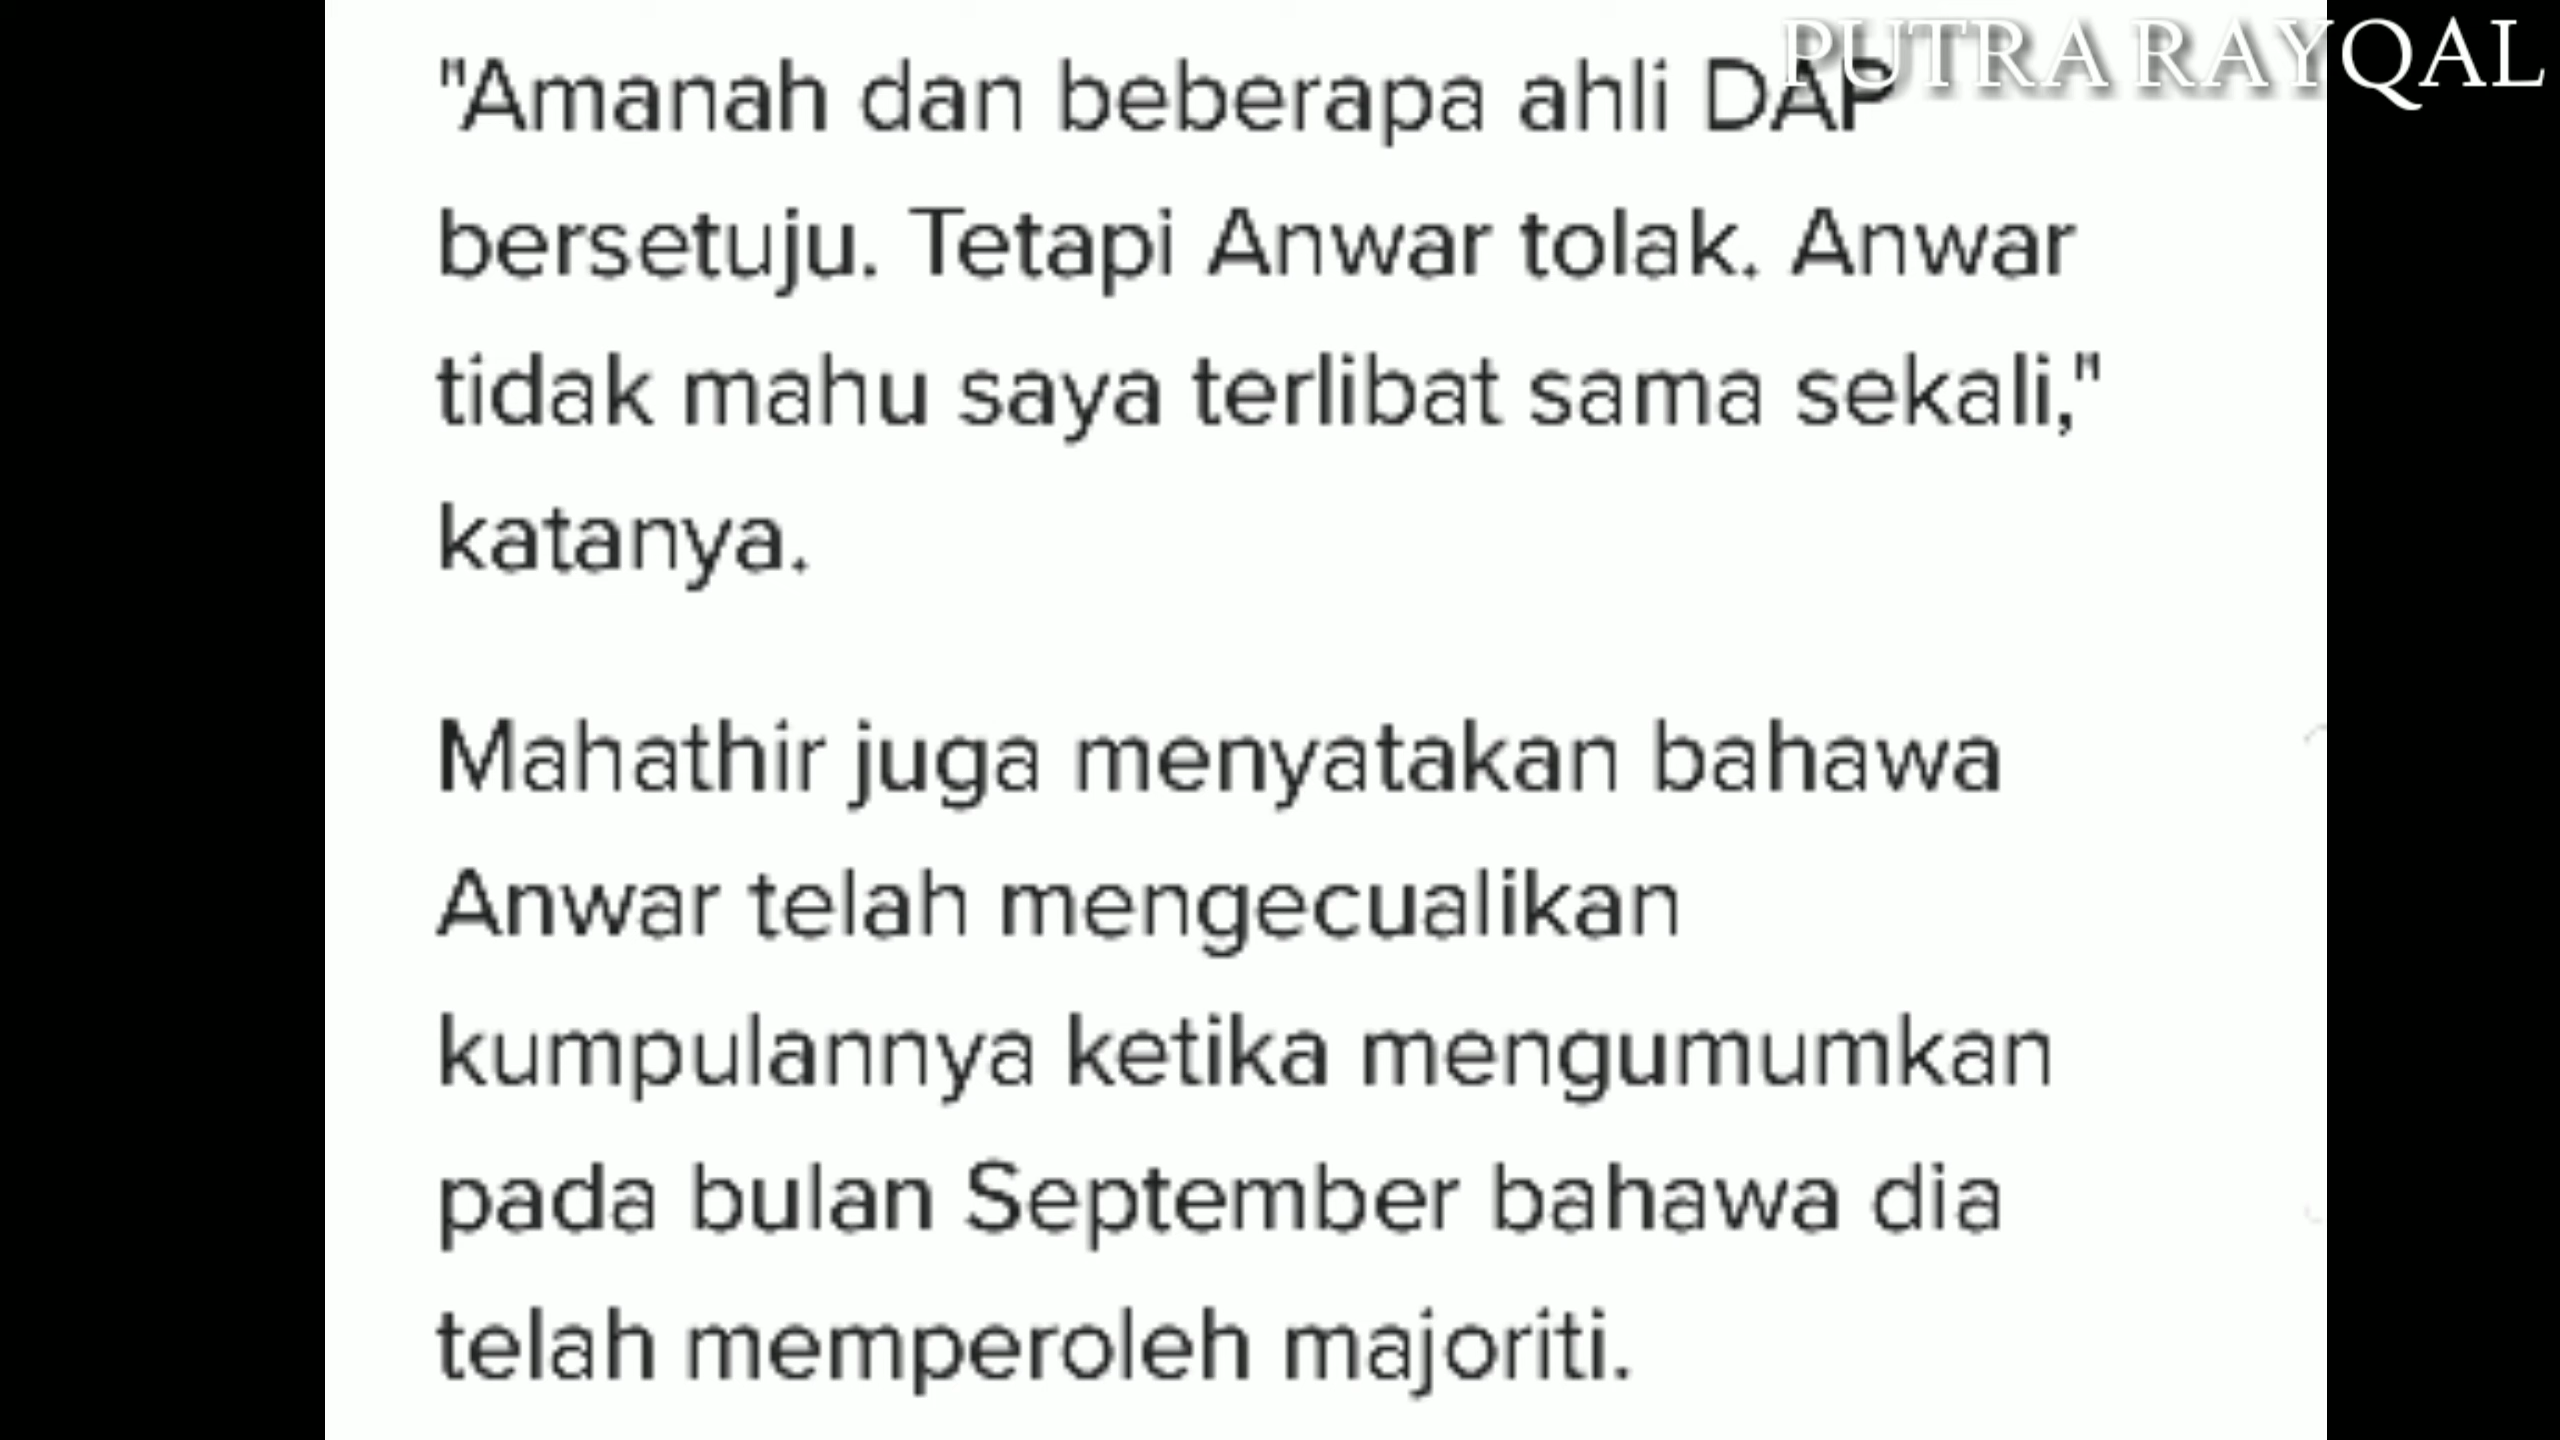 PUTRA RAYQAL
"Amanah dan beberapa ahli DAP
bersetuju. Tetapi Anwar tolak. Anwar
tidak mahu saya terlibat sama sekali,"
katanya.
Mahathir juga menyatakan bahawa
Anwar telah mengecualikan
kumpulannya ketika mengumumkan
pada bulan September bahawa dia
telah memperoleh majoriti.